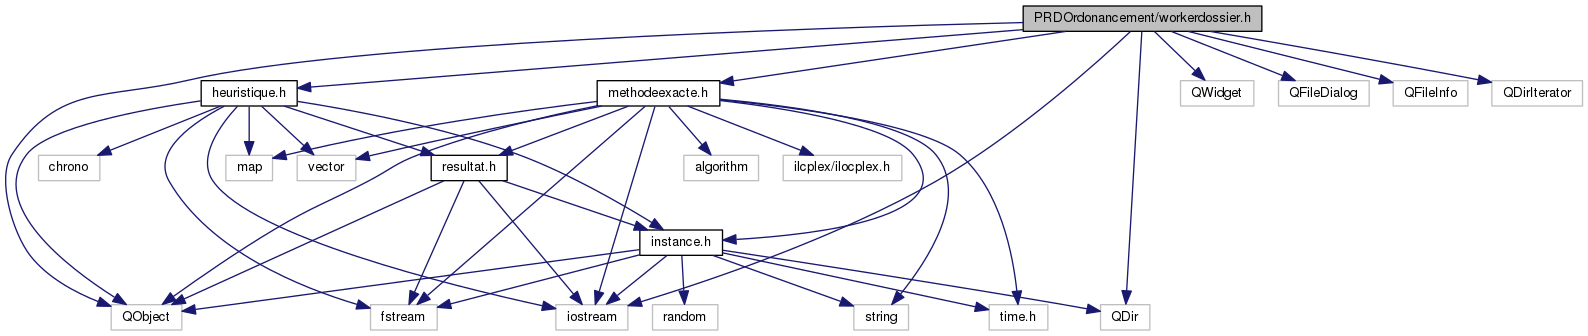 PRDOrdonancement/workerdossier.h
heuristique.h
methodeexacte.h
QWidget
QFileDialog
QFileInfo
QDirIterator
chrono
map
vector
resultat.h
algorithm
ilcplex/ilocplex.h
instance.h
QObject
fstream
iostream
random
string
time.h
QDir